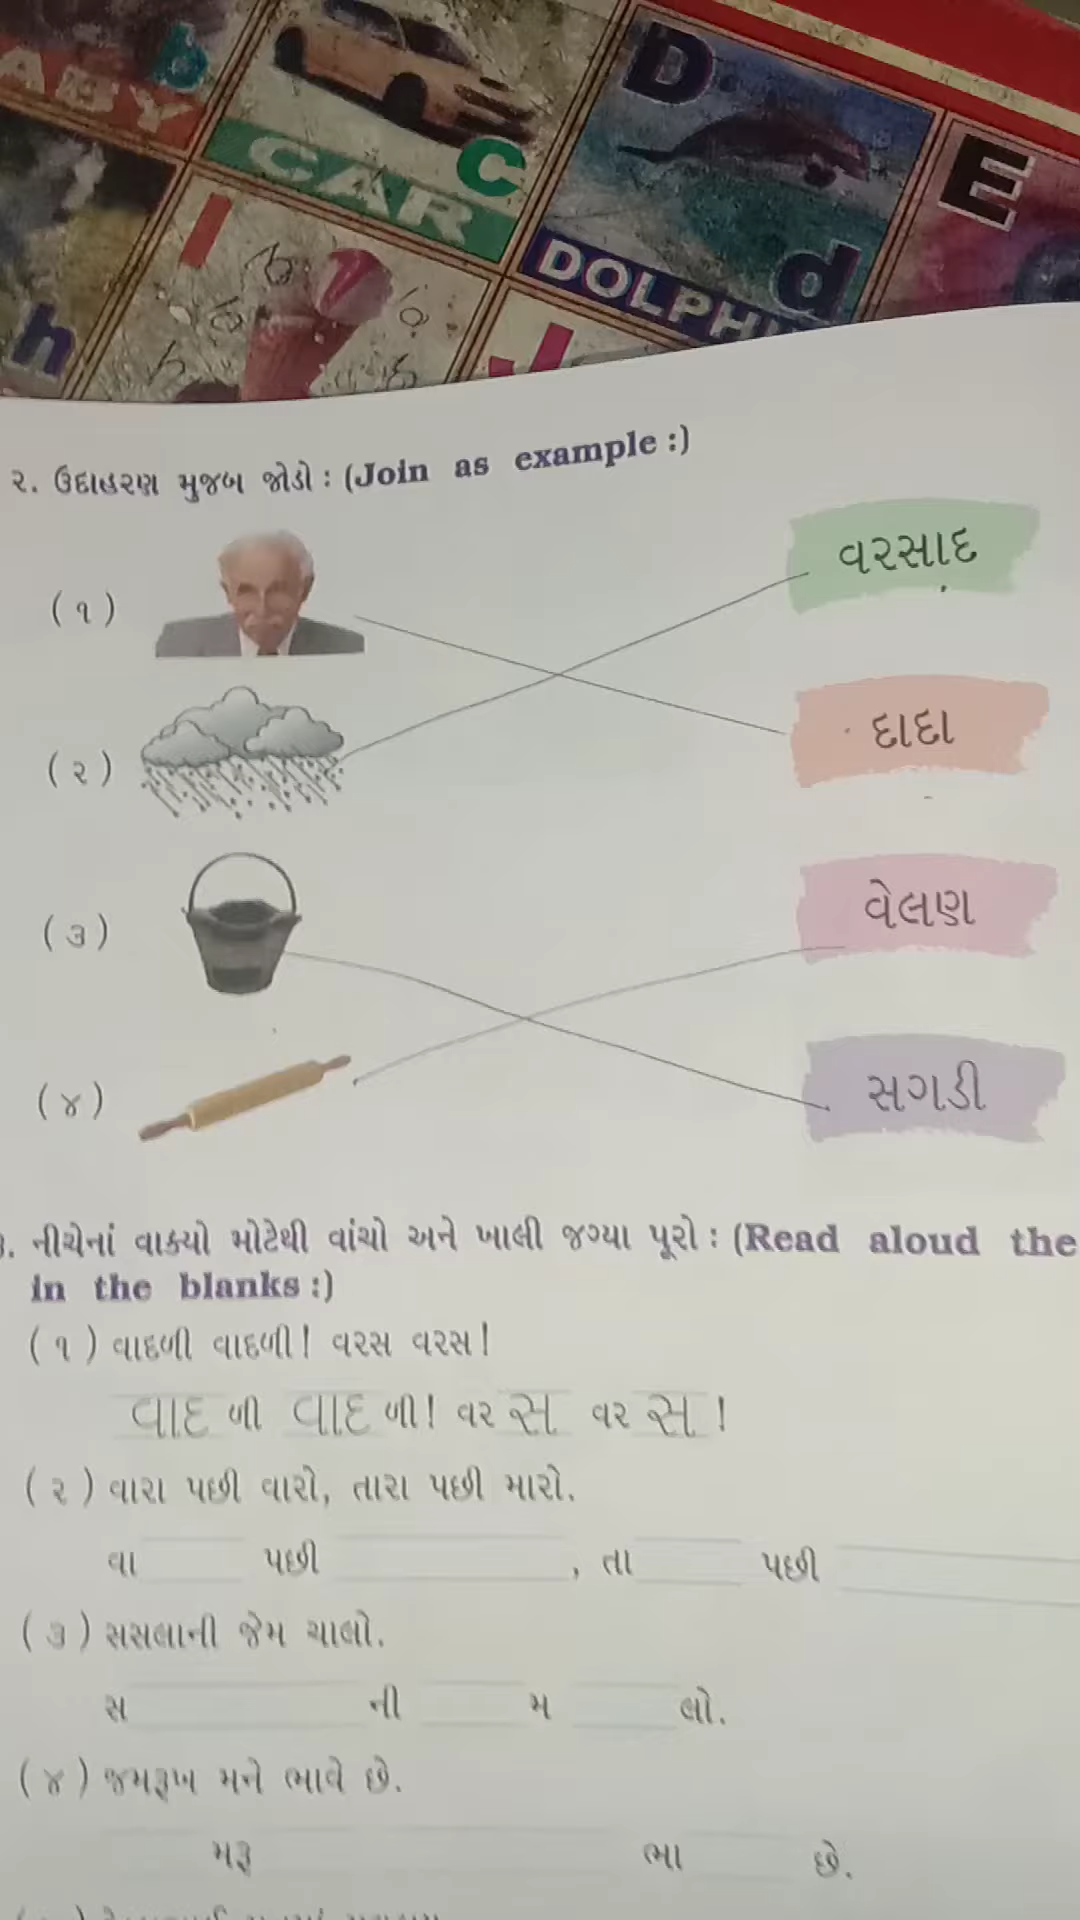 b
ABY
C
CAR
D
d
DOLPH
E
h
I
J
૨. ઉદાહરણ મુજબ જોડો : (Join as example :)
(૧)
વરસાદ
(૨)
દાદા
(૩)
વેલણ
(૪)
સગડી
નીચેનાં વાક્યો મોટેથી વાંચો અને ખાલી જગ્યા પૂરો : (Read aloud the
in the blanks :)
(૧) વાદળી વાદળી! વરસ વરસ!
વાદ ળી વાદ ળી! વર સ વર સ !
(૨) વારા પછી વારો, તારા પછી મારો.
વા પછી , તા પછી
(૩) સસલાની જેમ ચાલો.
સ ની મ લો.
(૪) જમરૂખ મને ભાવે છે.
મરૂ ભા છે.